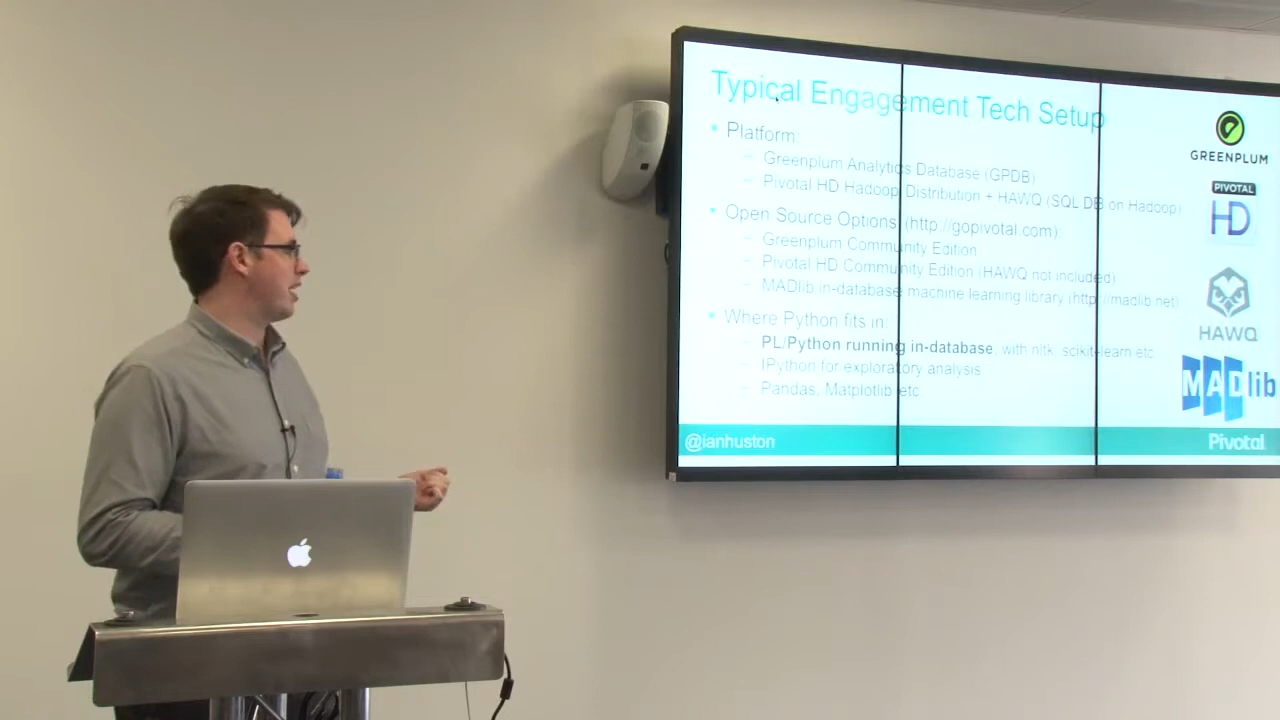 Typical Engagement Tech Setup
• Platform:
– Greenplum Analytics Database (GPDB)
– Pivotal HD Hadoop Distribution + HAWQ (SQL DB on Hadoop)
• Open Source Options (http://gopivotal.com):
– Greenplum Community Edition
– Pivotal HD Community Edition (HAWQ not included)
– MADlib in-database machine learning library (http://madlib.net)
• Where Python fits in:
– PL/Python running in-database, with nltk, scikit-learn etc
– IPython for exploratory analysis
– Pandas, Matplotlib etc
GREENPLUM
PIVOTAL
HD
HAWQ
MADlib
@ianhuston
Pivotal